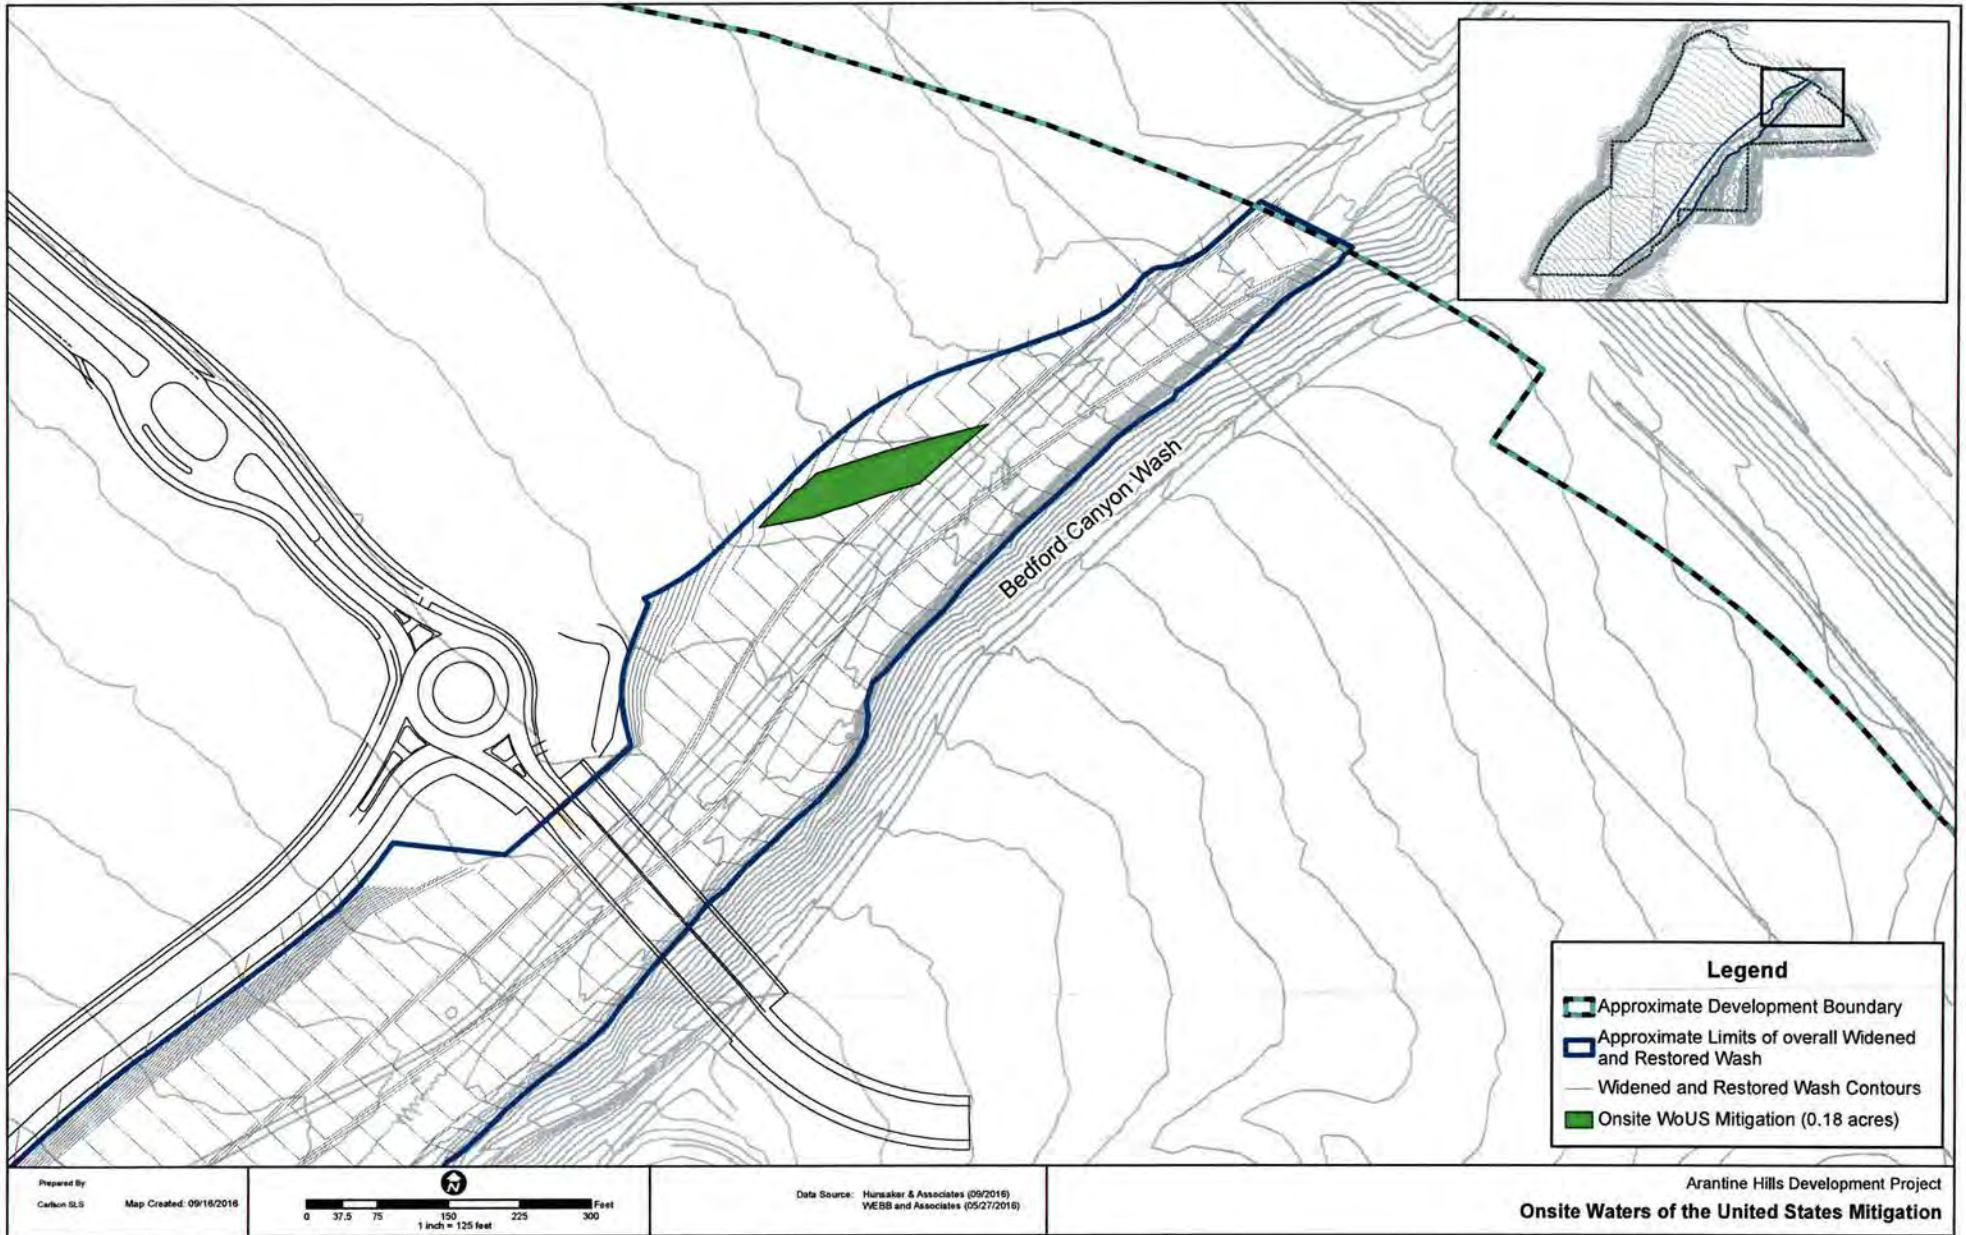 Bedford Canyon Wash
Legend
Approximate Development Boundary
Approximate Limits of overall Widened
and Restored Wash
Widened and Restored Wash Contours
Onsite WoUS Mitigation (0.18 acres)
Prepared By
Carlson SLS
Map Created: 09/16/2016
N
Feet
0 37.5 75 150 225 300
1 inch = 125 feet
Data Source: Hunsaker & Associates (09/2016)
WEBB and Associates (05/27/2016)
Arantine Hills Development Project
Onsite Waters of the United States Mitigation